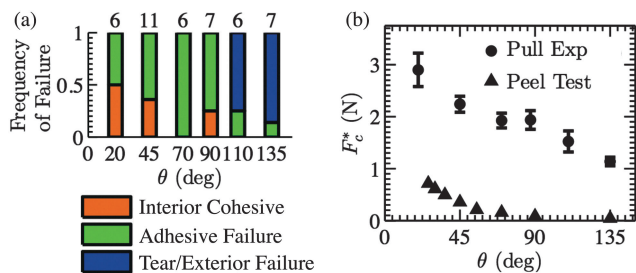 (a)
6 11 6 7 6 7
Frequency of Failure
1
0.5
0
0 20 45 70 90 110 135
θ (deg)
Interior Cohesive
Adhesive Failure
Tear/Exterior Failure
(b)
Pull Exp
Peel Test
F*c (N)
3
2
1
0
0 45 90 135
θ (deg)